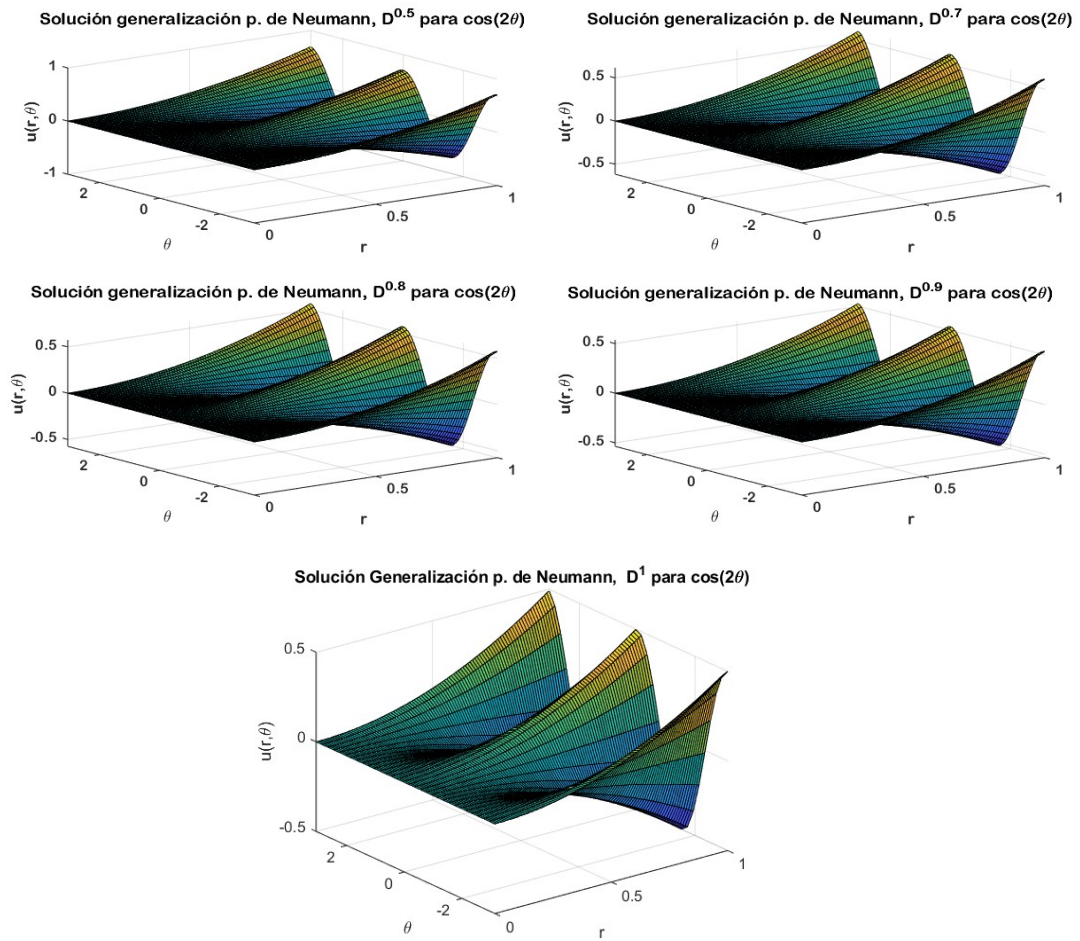 Solución generalización p. de Neumann, D^0.5 para cos(2θ)
1
0
-1
u(r,θ)
2
0
-2
θ
0
0.5
1
r
Solución generalización p. de Neumann, D^0.7 para cos(2θ)
0.5
0
-0.5
u(r,θ)
2
0
-2
θ
0
0.5
1
r
Solución generalización p. de Neumann, D^0.8 para cos(2θ)
0.5
0
-0.5
u(r,θ)
2
0
-2
θ
0
0.5
1
r
Solución generalización p. de Neumann, D^0.9 para cos(2θ)
0.5
0
-0.5
u(r,θ)
2
0
-2
θ
0
0.5
1
r
Solución Generalización p. de Neumann, D^1 para cos(2θ)
0.5
0
-0.5
u(r,θ)
2
0
-2
θ
0
0.5
1
r